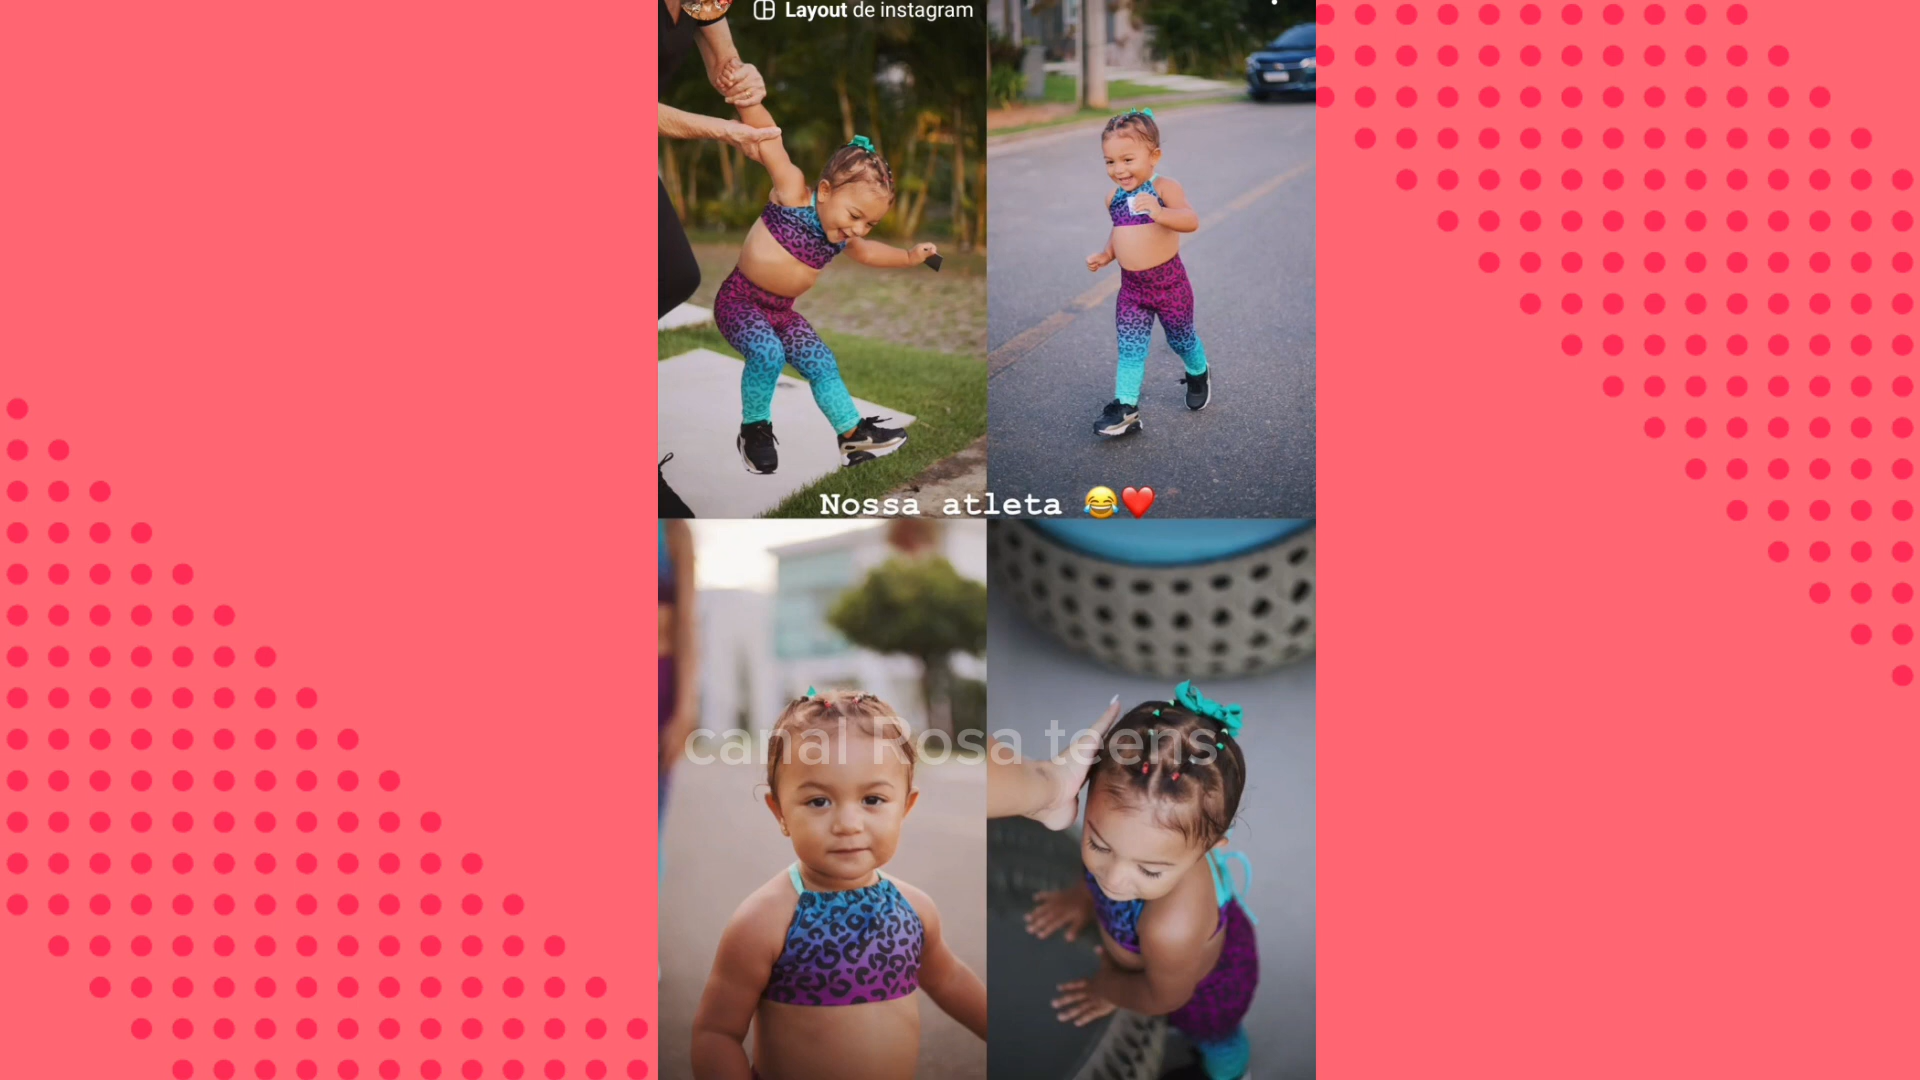 Layout de instagram
Nossa atleta 😂❤️
canal Rosa teens